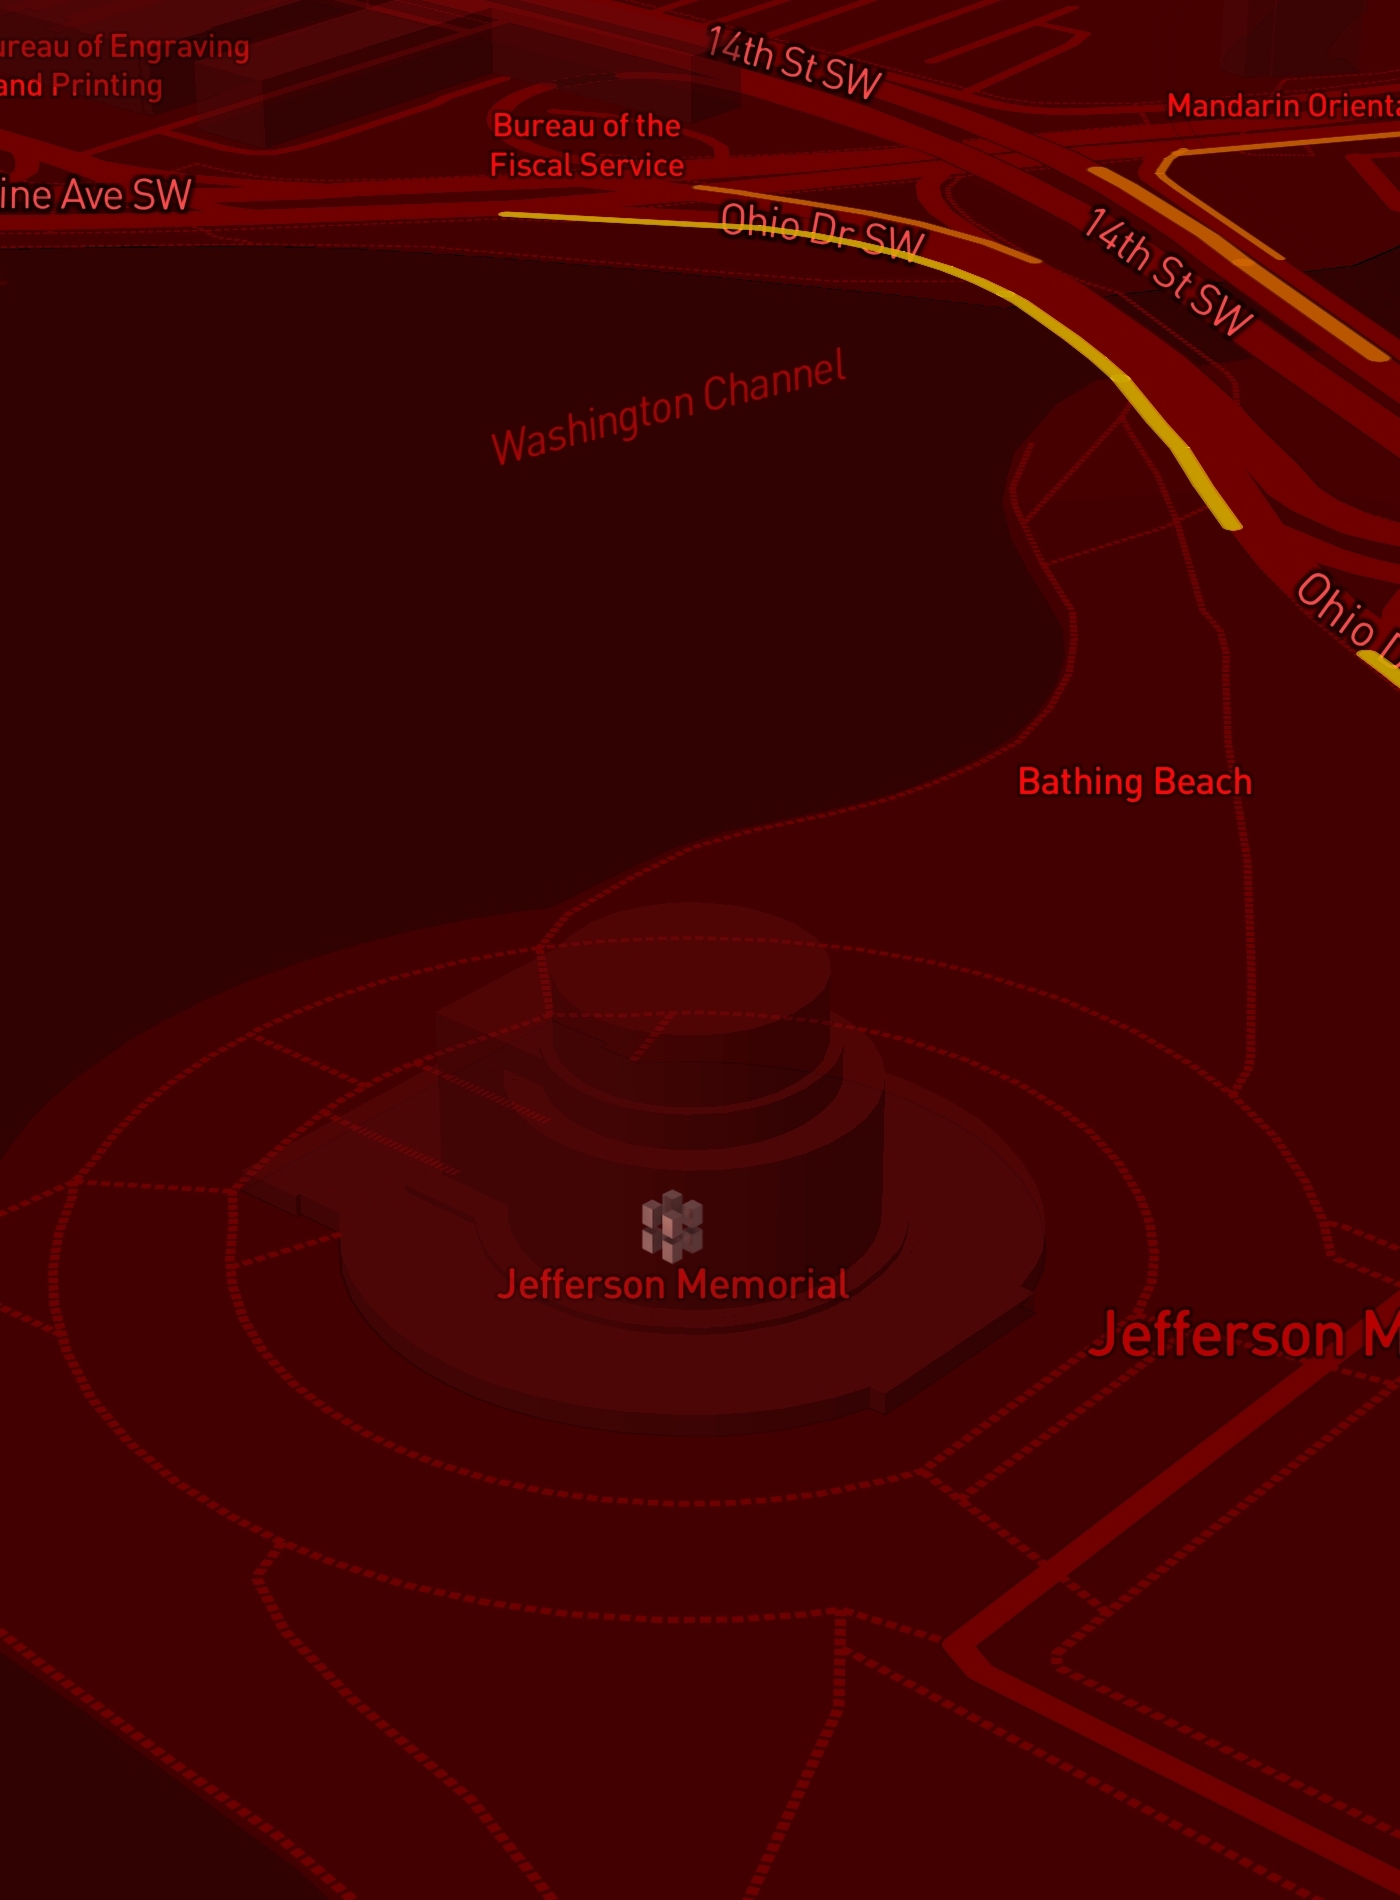 ureau of Engraving
and Printing
14th St SW
Bureau of the
Fiscal Service
Mandarin Orienta
ine Ave SW
Ohio Dr SW
14th St SW
Washington Channel
Ohio D
Bathing Beach
Jefferson Memorial
Jefferson M